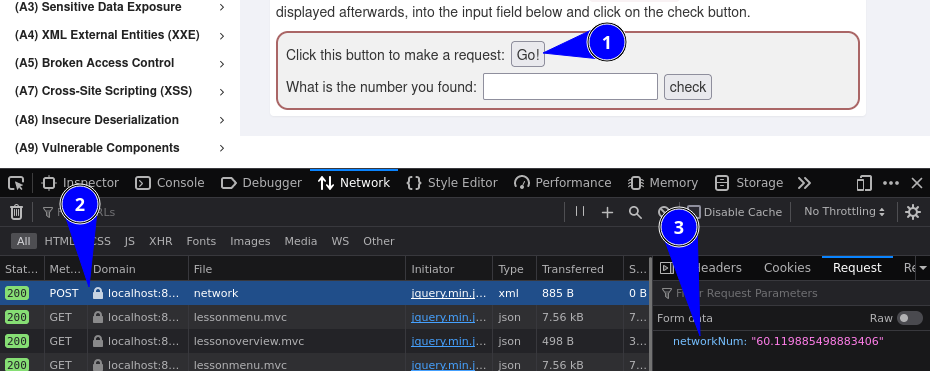 (A3) Sensitive Data Exposure
displayed afterwards, into the input field below and click on the check button.
(A4) XML External Entities (XXE)
1
Click this button to make a request: Go!
(A5) Broken Access Control
What is the number you found: check
(A7) Cross-Site Scripting (XSS)
(A8) Insecure Deserialization
(A9) Vulnerable Components
Inspector Console Debugger Network Style Editor Performance Memory Storage
2
Disable Cache No Throttling
3
All HTML CSS JS XHR Fonts Images Media WS Other
Stat... Met... Domain File Initiator Type Transferred S... Headers Cookies Request Re
200 POST localhost:8... network jquery.min.j... xml 885 B 0 B Filter Request Parameters
200 GET localhost:8... lessonmenu.mvc jquery.min.j... json 7.56 kB 7... Form data Raw
200 GET localhost:8... lessonoverview.mvc jquery.min.j... json 498 B 3... networkNum: "60.119885498883406"
200 GET localhost:8... lessonmenu.mvc jquery.min.j... json 7.56 kB 7...